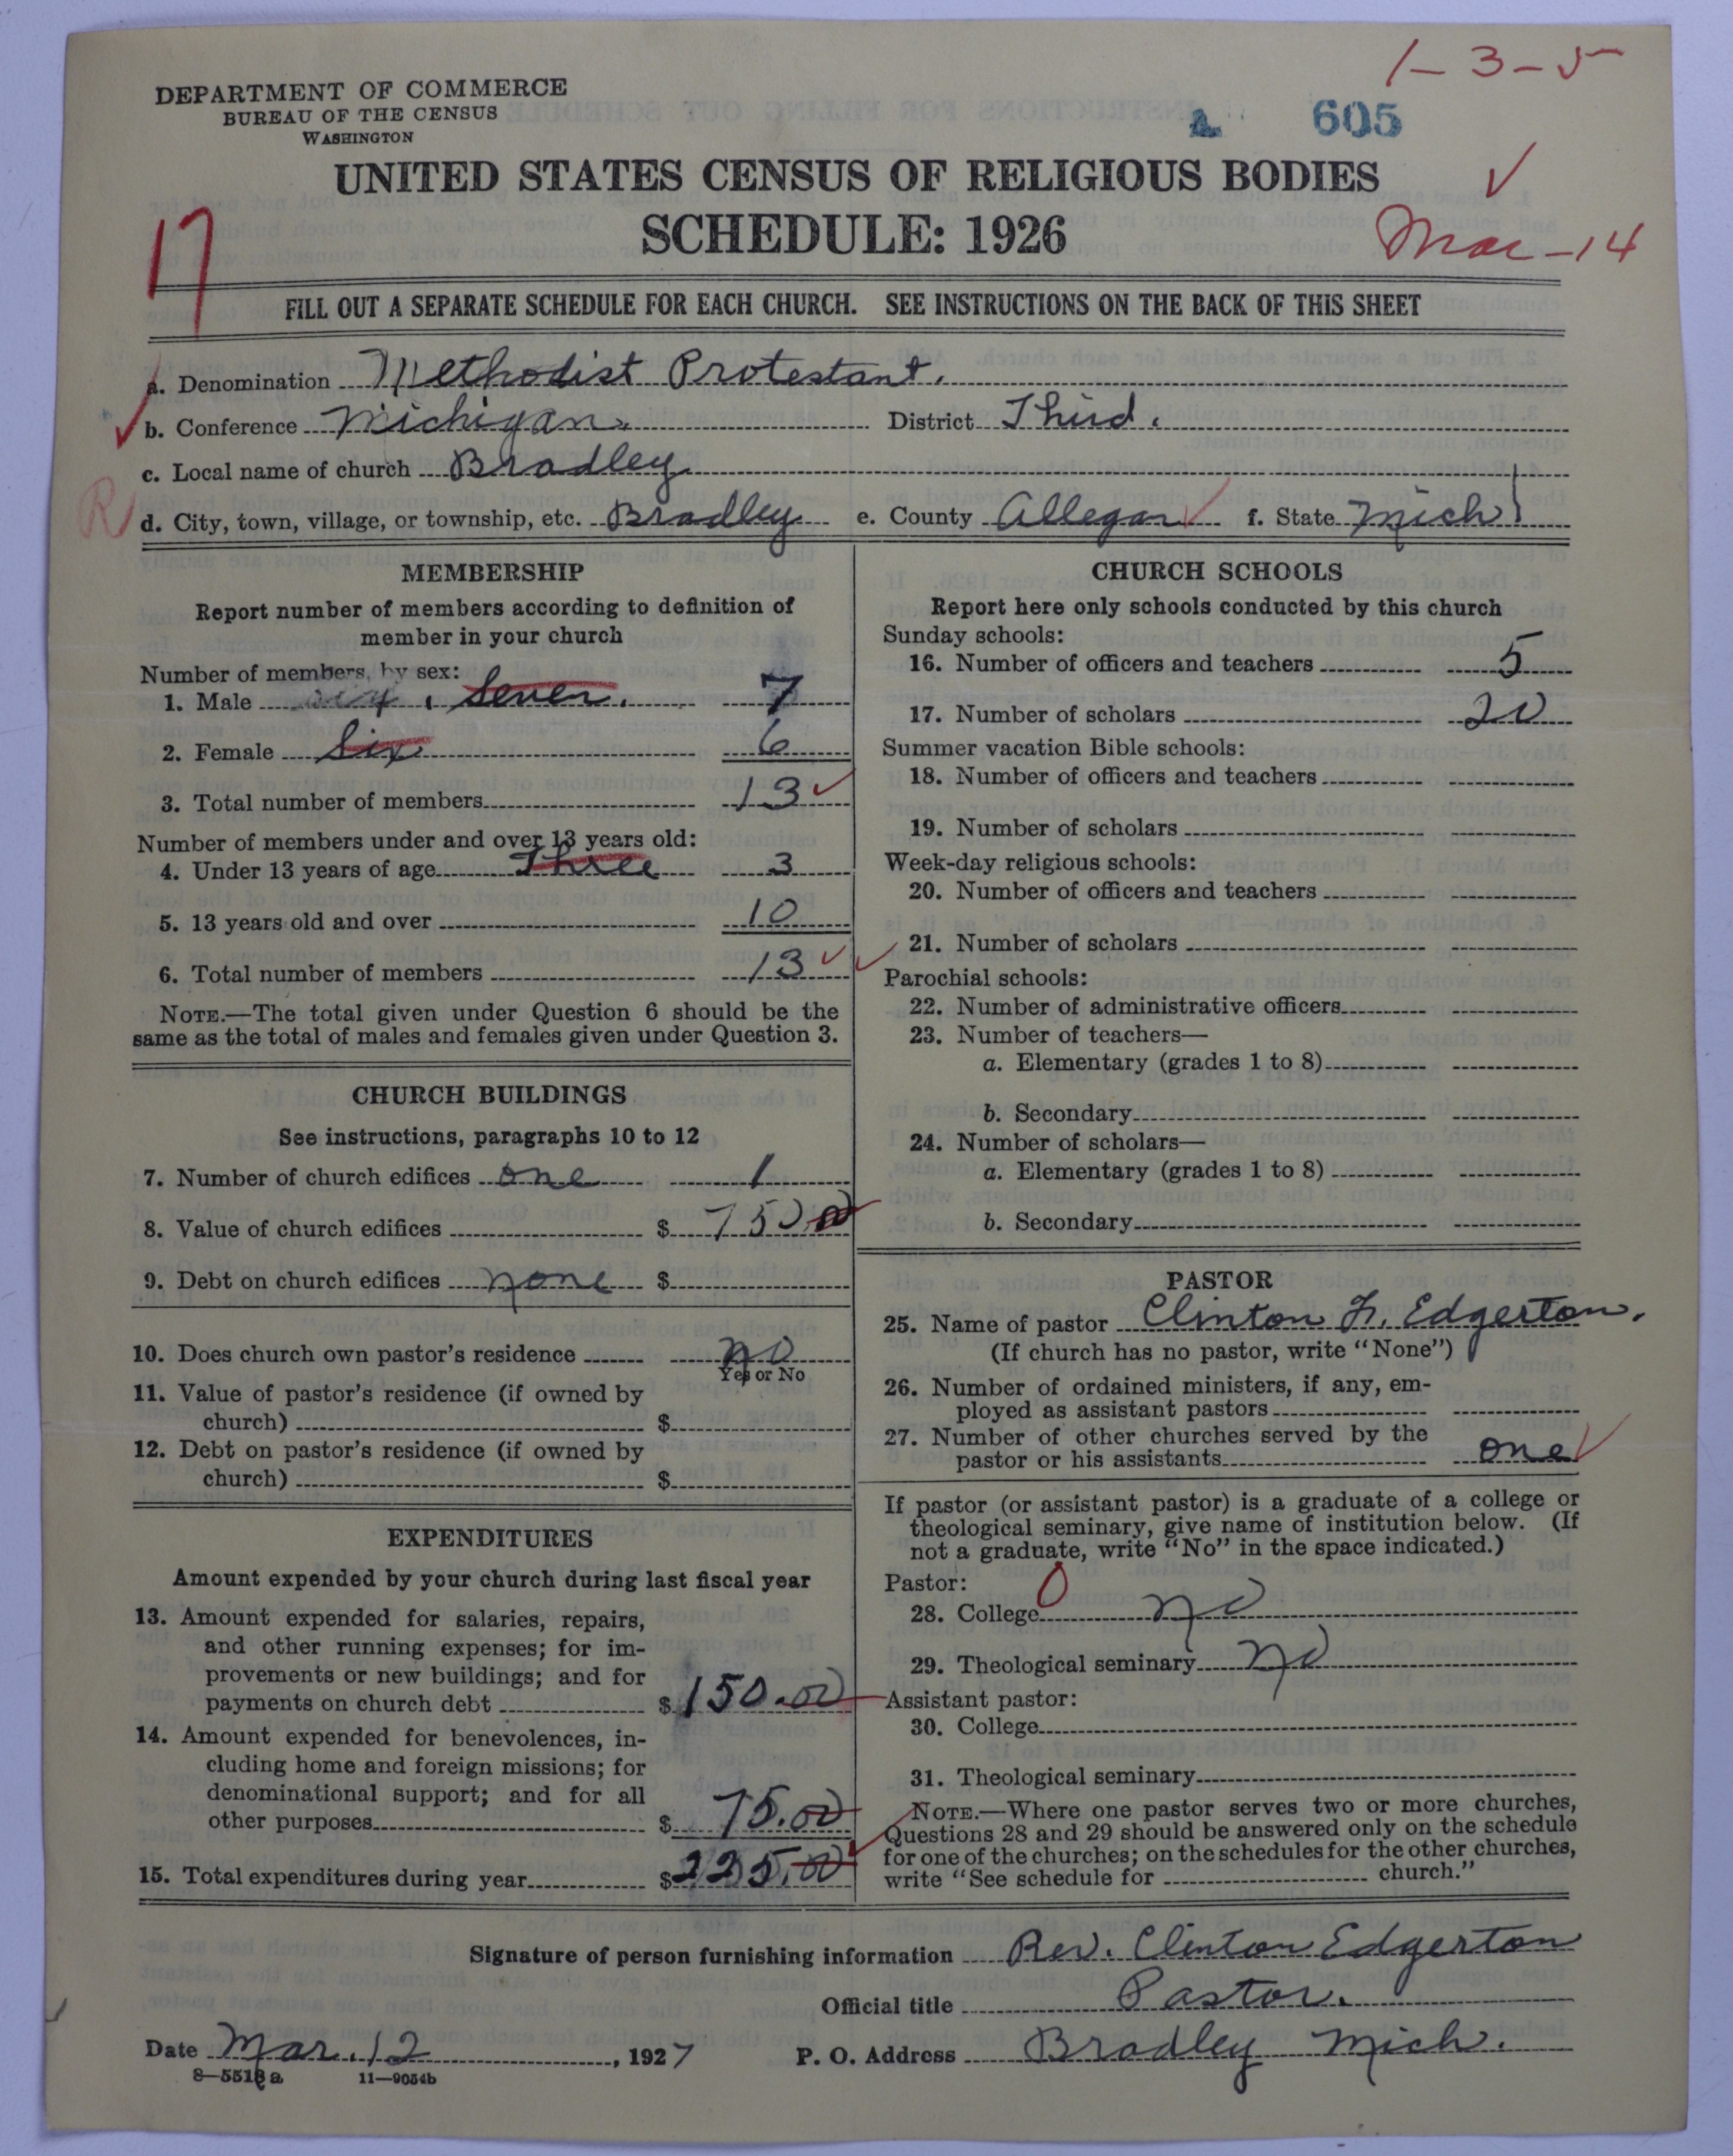 1-3-5
605
DEPARTMENT OF COMMERCE
BUREAU OF THE CENSUS
WASHINGTON
UNITED STATES CENSUS OF RELIGIOUS BODIES
SCHEDULE: 1926
17
Mar-14
FILL OUT A SEPARATE SCHEDULE FOR EACH CHURCH. SEE INSTRUCTIONS ON THE BACK OF THIS SHEET
a. Denomination Methodist Protestant.
b. Conference Michigan. District Third.
c. Local name of church Bradley
R d. City, town, village, or township, etc. Bradley e. County Allegan f. State Mich
MEMBERSHIP
Report number of members according to definition of
member in your church
Number of members, by sex:
1. Male Seven. 7
2. Female Six 6
3. Total number of members 13
Number of members under and over 13 years old:
4. Under 13 years of age Three 3
5. 13 years old and over 10
6. Total number of members 13
NOTE.—The total given under Question 6 should be the
same as the total of males and females given under Question 3.
CHURCH BUILDINGS
See instructions, paragraphs 10 to 12
7. Number of church edifices one 1
8. Value of church edifices $ 750 00
9. Debt on church edifices none $
10. Does church own pastor's residence no
Yes or No
11. Value of pastor's residence (if owned by
church) $
12. Debt on pastor's residence (if owned by
church) $
EXPENDITURES
Amount expended by your church during last fiscal year
13. Amount expended for salaries, repairs,
and other running expenses; for im-
provements or new buildings; and for
payments on church debt $ 150.00
14. Amount expended for benevolences, in-
cluding home and foreign missions; for
denominational support; and for all
other purposes $ 75.00
15. Total expenditures during year $ 225.00
CHURCH SCHOOLS
Report here only schools conducted by this church
Sunday schools:
16. Number of officers and teachers 5
17. Number of scholars 20
Summer vacation Bible schools:
18. Number of officers and teachers
19. Number of scholars
Week-day religious schools:
20. Number of officers and teachers
21. Number of scholars
Parochial schools:
22. Number of administrative officers
23. Number of teachers—
a. Elementary (grades 1 to 8)
b. Secondary
24. Number of scholars—
a. Elementary (grades 1 to 8)
b. Secondary
PASTOR
25. Name of pastor Clinton H. Edgerton.
(If church has no pastor, write "None")
26. Number of ordained ministers, if any, em-
ployed as assistant pastors
27. Number of other churches served by the
pastor or his assistants one
If pastor (or assistant pastor) is a graduate of a college or
theological seminary, give name of institution below. (If
not a graduate, write "No" in the space indicated.)
Pastor: 0
28. College no
29. Theological seminary no
Assistant pastor:
30. College
31. Theological seminary
NOTE.—Where one pastor serves two or more churches,
Questions 28 and 29 should be answered only on the schedule
for one of the churches; on the schedules for the other churches,
write "See schedule for church."
Signature of person furnishing information Rev. Clinton Edgerton
Official title Pastor.
Date Mar. 12, 1927 P. O. Address Bradley Mich.
8—5518 a 11—9054b